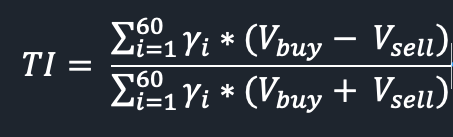 TI = \frac{\sum_{i=1}^{60} \gamma_i * (V_{buy} - V_{sell})}{\sum_{i=1}^{60} \gamma_i * (V_{buy} + V_{sell})}